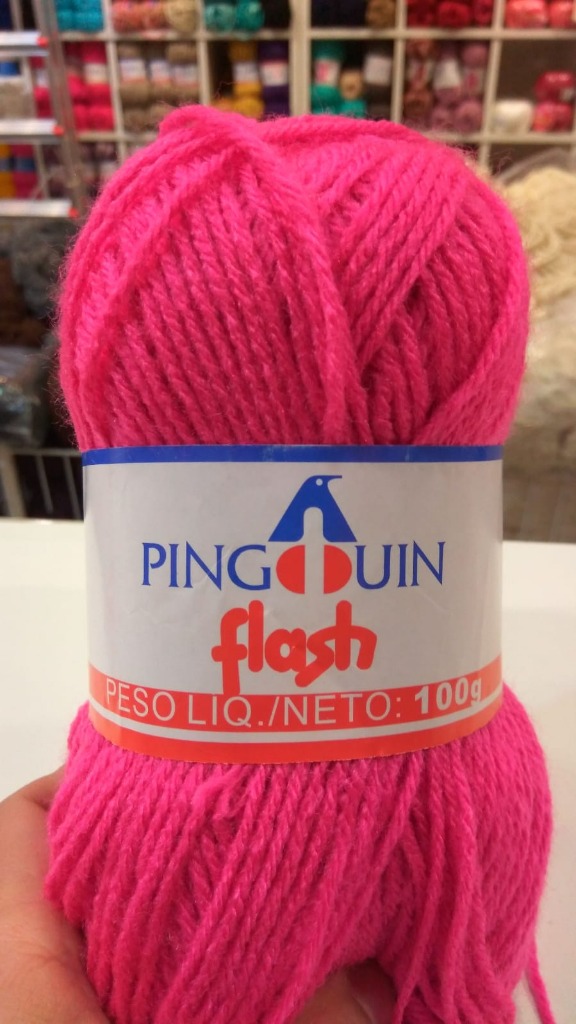 PINGOUIN
flash
PESO LIQ./NETO: 100g